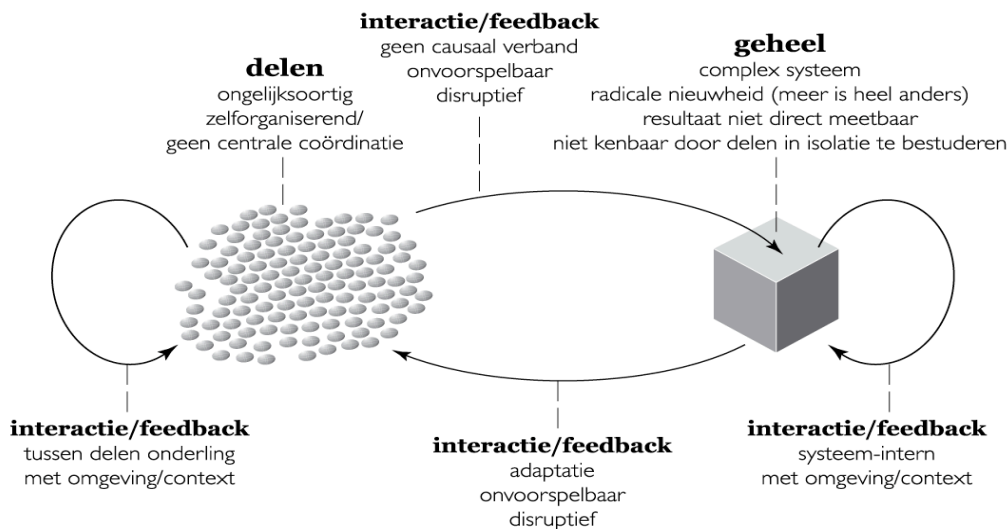 interactie/feedback
geen causaal verband
onvoorspelbaar
disruptief
delen
ongelijksoortig
zelforganiserend/
geen centrale coördinatie
geheel
complex systeem
radicale nieuwheid (meer is heel anders)
resultaat niet direct meetbaar
niet kenbaar door delen in isolatie te bestuderen
interactie/feedback
tussen delen onderling
met omgeving/context
interactie/feedback
adaptatie
onvoorspelbaar
disruptief
interactie/feedback
systeem-intern
met omgeving/context